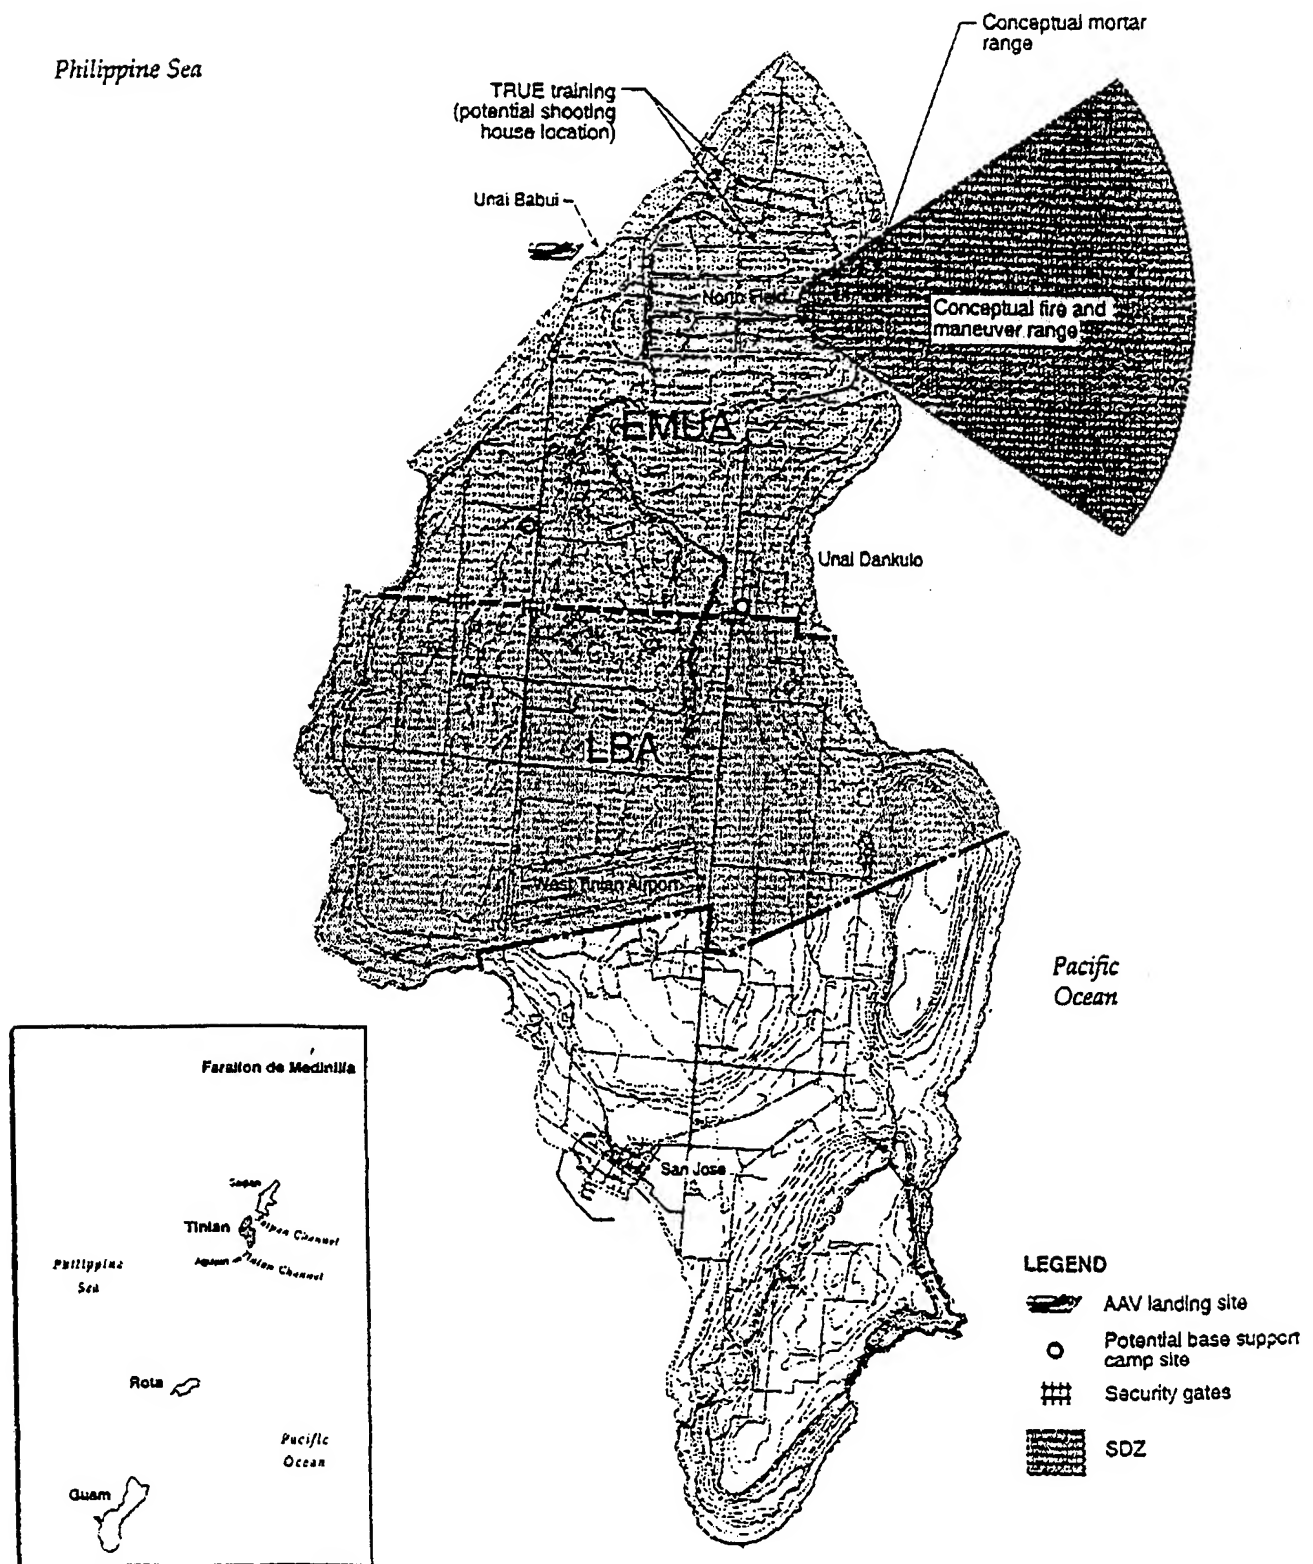 Philippine Sea
Conceptual mortar
range
TRUE training
(potential shooting
house location)
Unai Babui
North Field
Conceptual fire and
maneuver range
EMUA
Unai Dankulo
LBA
West Tinian Airport
Pacific
Ocean
San Jose
Farallon de Medinilla
Saipan
Tinian
Saipan Channel
Aguijan
Tinian Channel
Philippine
Sea
Rota
Pacific
Ocean
Guam
LEGEND
AAV landing site
Potential base support
camp site
Security gates
SDZ